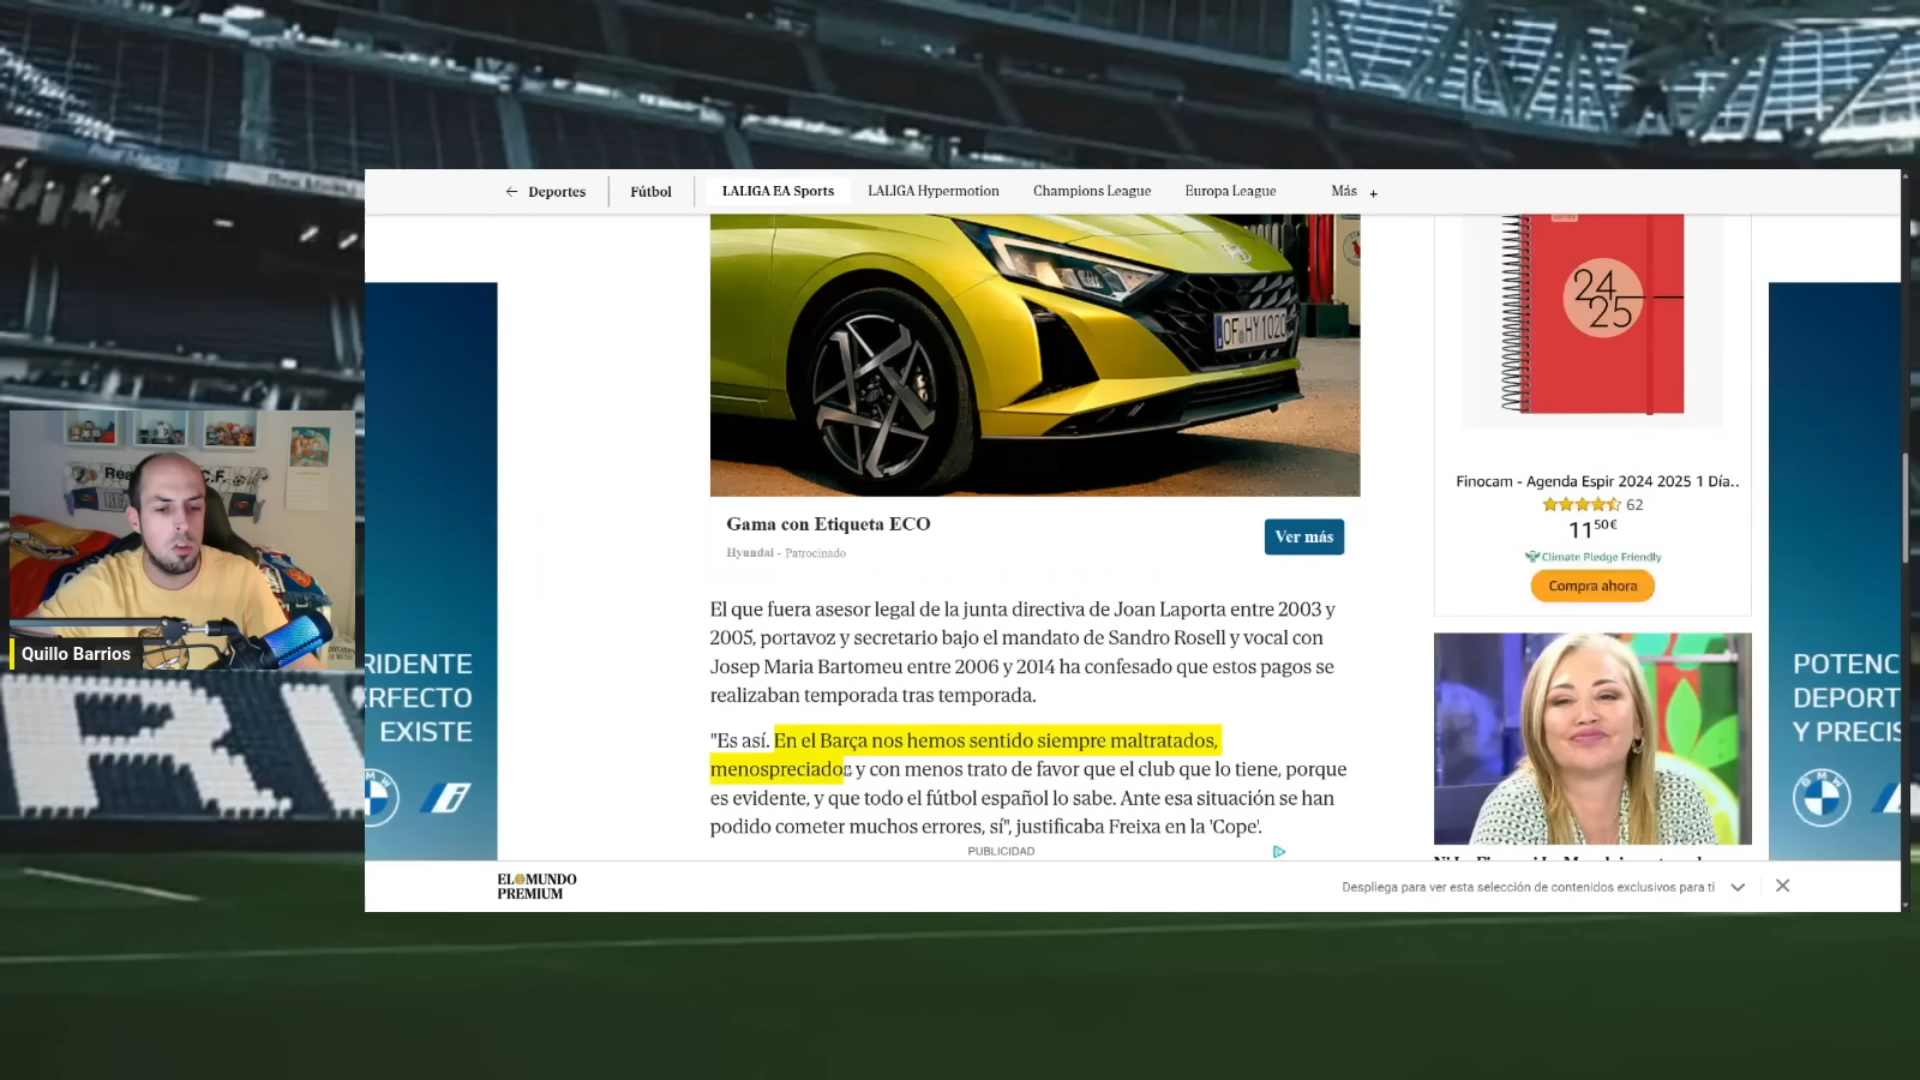 Deportes
Fútbol
LALIGA EA Sports
LALIGA Hypermotion
Champions League
Europa League
Más +
OF HY 1020
24
25
Finocam - Agenda Espir 2024 2025 1 Día..
62
11 50€
Climate Pledge Friendly
Compra ahora
Gama con Etiqueta ECO
Hyundai - Patrocinado
Ver más
El que fuera asesor legal de la junta directiva de Joan Laporta entre 2003 y
2005, portavoz y secretario bajo el mandato de Sandro Rosell y vocal con
Josep Maria Bartomeu entre 2006 y 2014 ha confesado que estos pagos se
realizaban temporada tras temporada.
"Es así. En el Barça nos hemos sentido siempre maltratados,
menospreciados y con menos trato de favor que el club que lo tiene, porque
es evidente, y que todo el fútbol español lo sabe. Ante esa situación se han
podido cometer muchos errores, sí", justificaba Freixa en la 'Cope'.
PUBLICIDAD
Quillo Barrios
RIDENTE
RFECTO
EXISTE
POTENC
DEPORT
Y PRECIS
BMW
EL MUNDO
PREMIUM
Despliega para ver esta selección de contenidos exclusivos para ti